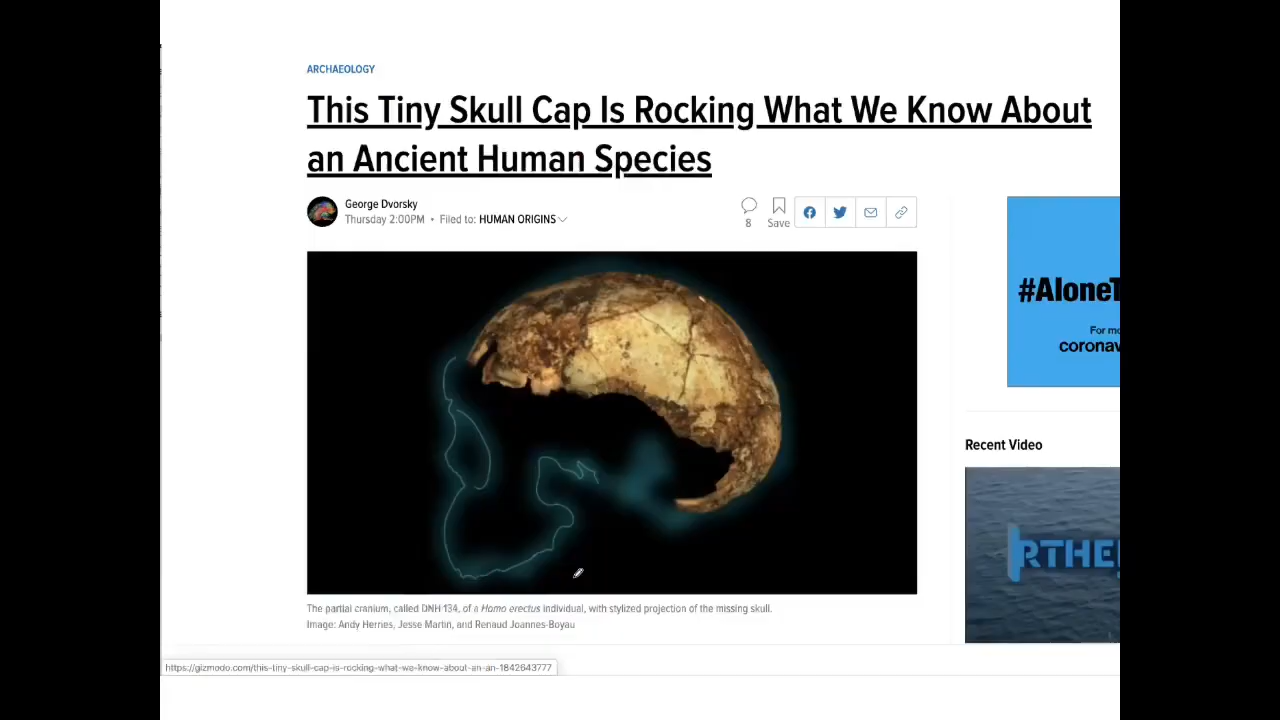 ARCHAEOLOGY
This Tiny Skull Cap Is Rocking What We Know About
an Ancient Human Species
George Dvorsky
Thursday 2:00PM • Filed to: HUMAN ORIGINS
8
Save
#AloneT
For mo
coronav
Recent Video
RTHE
The partial cranium, called DNH 134, of a Homo erectus individual, with stylized projection of the missing skull.
Image: Andy Herries, Jesse Martin, and Renaud Joannes-Boyau
https://gizmodo.com/this-tiny-skull-cap-is-rocking-what-we-know-about-an-an-1842643777